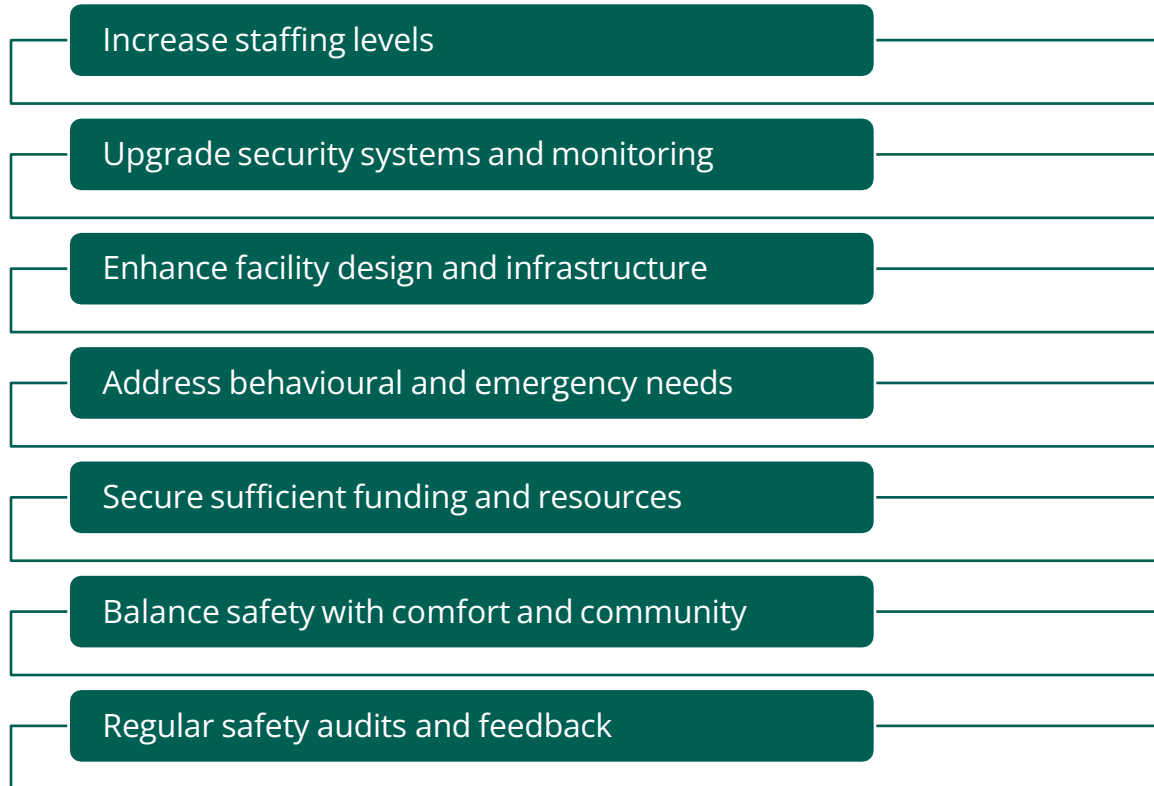 Increase staffing levels
Upgrade security systems and monitoring
Enhance facility design and infrastructure
Address behavioural and emergency needs
Secure sufficient funding and resources
Balance safety with comfort and community
Regular safety audits and feedback